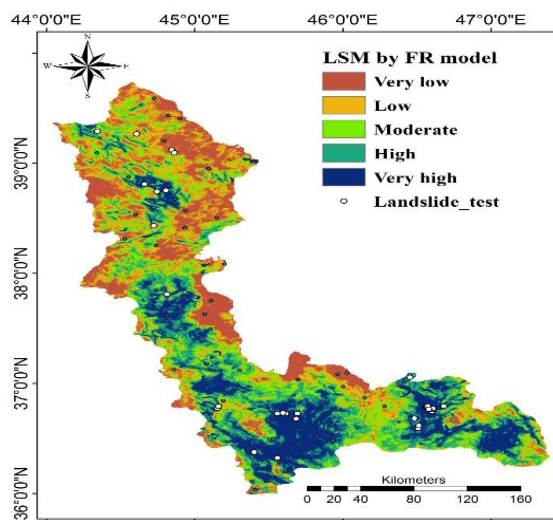 44°0'0"E 45°0'0"E 46°0'0"E 47°0'0"E
N
W E
S
LSM by FR model
Very low
Low
Moderate
High
Very high
Landslide_test
39°0'0"N
38°0'0"N
37°0'0"N
36°0'0"N
Kilometers
0 20 40 80 120 160